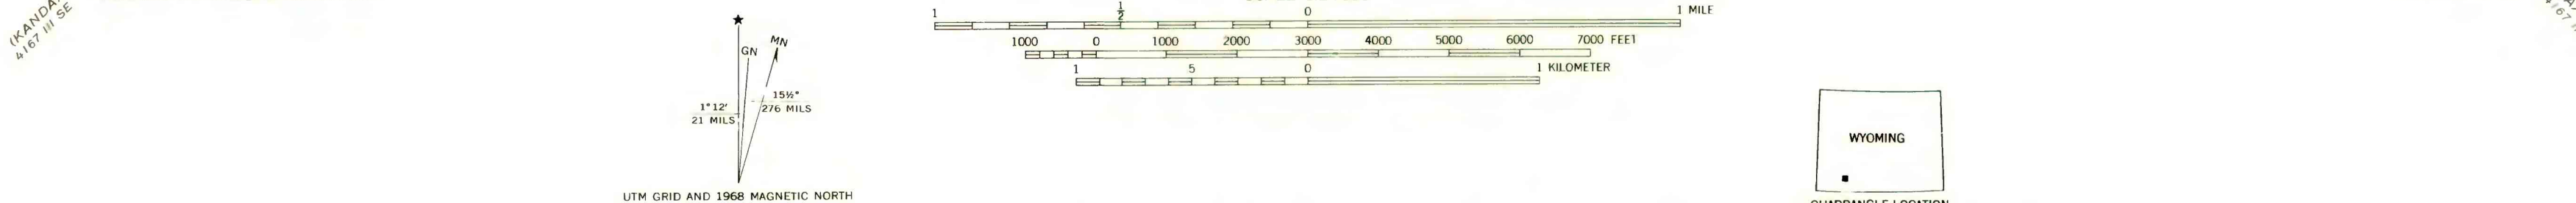 4167 III SE
1 ½ 0 1 MILE
1000 0 1000 2000 3000 4000 5000 6000 7000 FEET
1 5 0 1 KILOMETER
★
GN
MN
1°12′
21 MILS
15½°
276 MILS
UTM GRID AND 1968 MAGNETIC NORTH
WYOMING
QUADRANGLE LOCATION